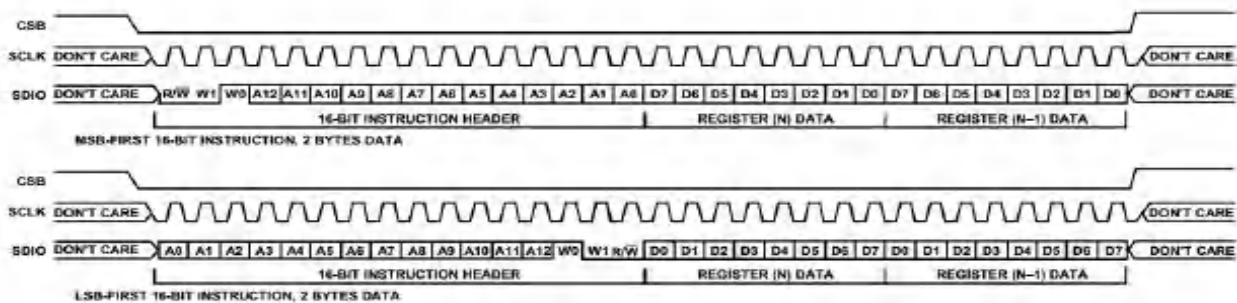 CSB
SCLK DON'T CARE DON'T CARE
SDIO DON'T CARE R/W W1 W0 A12 A11 A10 A9 A8 A7 A6 A5 A4 A3 A2 A1 A0 D7 D6 D5 D4 D3 D2 D1 D0 D7 D6 D5 D4 D3 D2 D1 D0 DON'T CARE
16-BIT INSTRUCTION HEADER REGISTER (N) DATA REGISTER (N–1) DATA
MSB-FIRST 16-BIT INSTRUCTION, 2 BYTES DATA
CSB
SCLK DON'T CARE DON'T CARE
SDIO DON'T CARE A0 A1 A2 A3 A4 A5 A6 A7 A8 A9 A10 A11 A12 W0 W1 R/W D0 D1 D2 D3 D4 D5 D6 D7 D0 D1 D2 D3 D4 D5 D6 D7 DON'T CARE
16-BIT INSTRUCTION HEADER REGISTER (N) DATA REGISTER (N–1) DATA
LSB-FIRST 16-BIT INSTRUCTION, 2 BYTES DATA